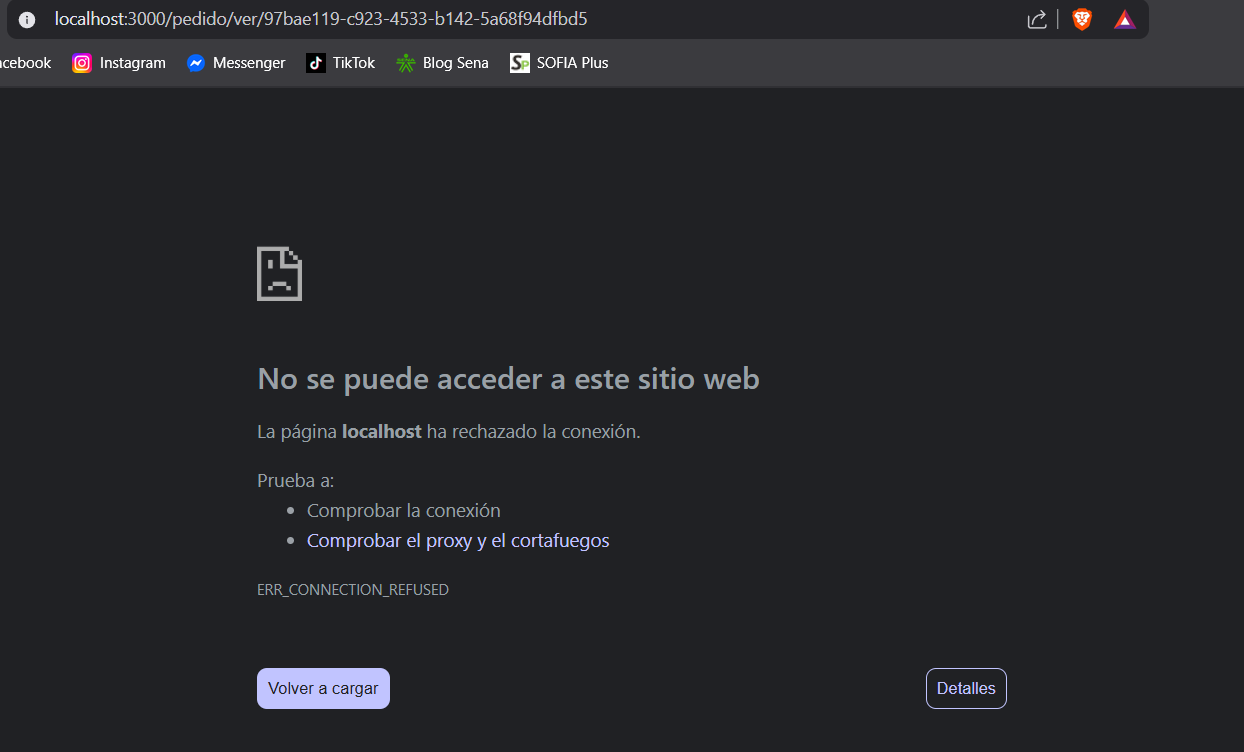 localhost:3000/pedido/ver/97bae119-c923-4533-b142-5a68f94dfbd5
acebook Instagram Messenger TikTok Blog Sena SOFIA Plus
No se puede acceder a este sitio web
La página localhost ha rechazado la conexión.
Prueba a:
Comprobar la conexión
Comprobar el proxy y el cortafuegos
ERR_CONNECTION_REFUSED
Volver a cargar
Detalles